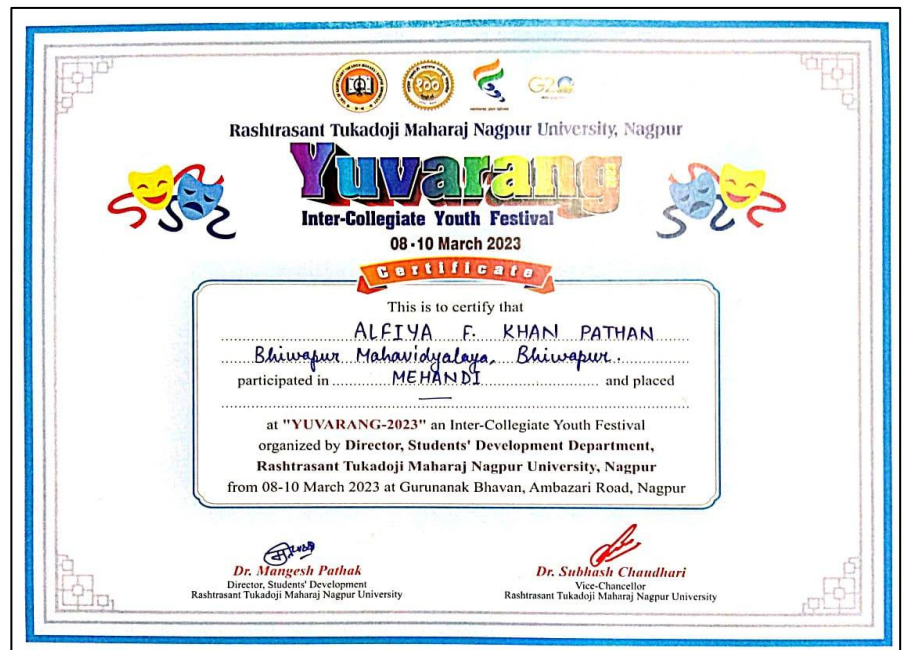 १००
G20
Rashtrasant Tukadoji Maharaj Nagpur University, Nagpur
Yuvarang
Inter-Collegiate Youth Festival
08-10 March 2023
Certificate
This is to certify that
ALFIYA F. KHAN PATHAN
Bhiwapur Mahavidyalaya, Bhiwapur.
participated in MEHANDI and placed
—
at "YUVARANG-2023" an Inter-Collegiate Youth Festival
organized by Director, Students' Development Department,
Rashtrasant Tukadoji Maharaj Nagpur University, Nagpur
from 08-10 March 2023 at Gurunanak Bhavan, Ambazari Road, Nagpur
Dr. Mangesh Pathak
Director, Students' Development
Rashtrasant Tukadoji Maharaj Nagpur University
Dr. Subhash Chaudhari
Vice-Chancellor
Rashtrasant Tukadoji Maharaj Nagpur University